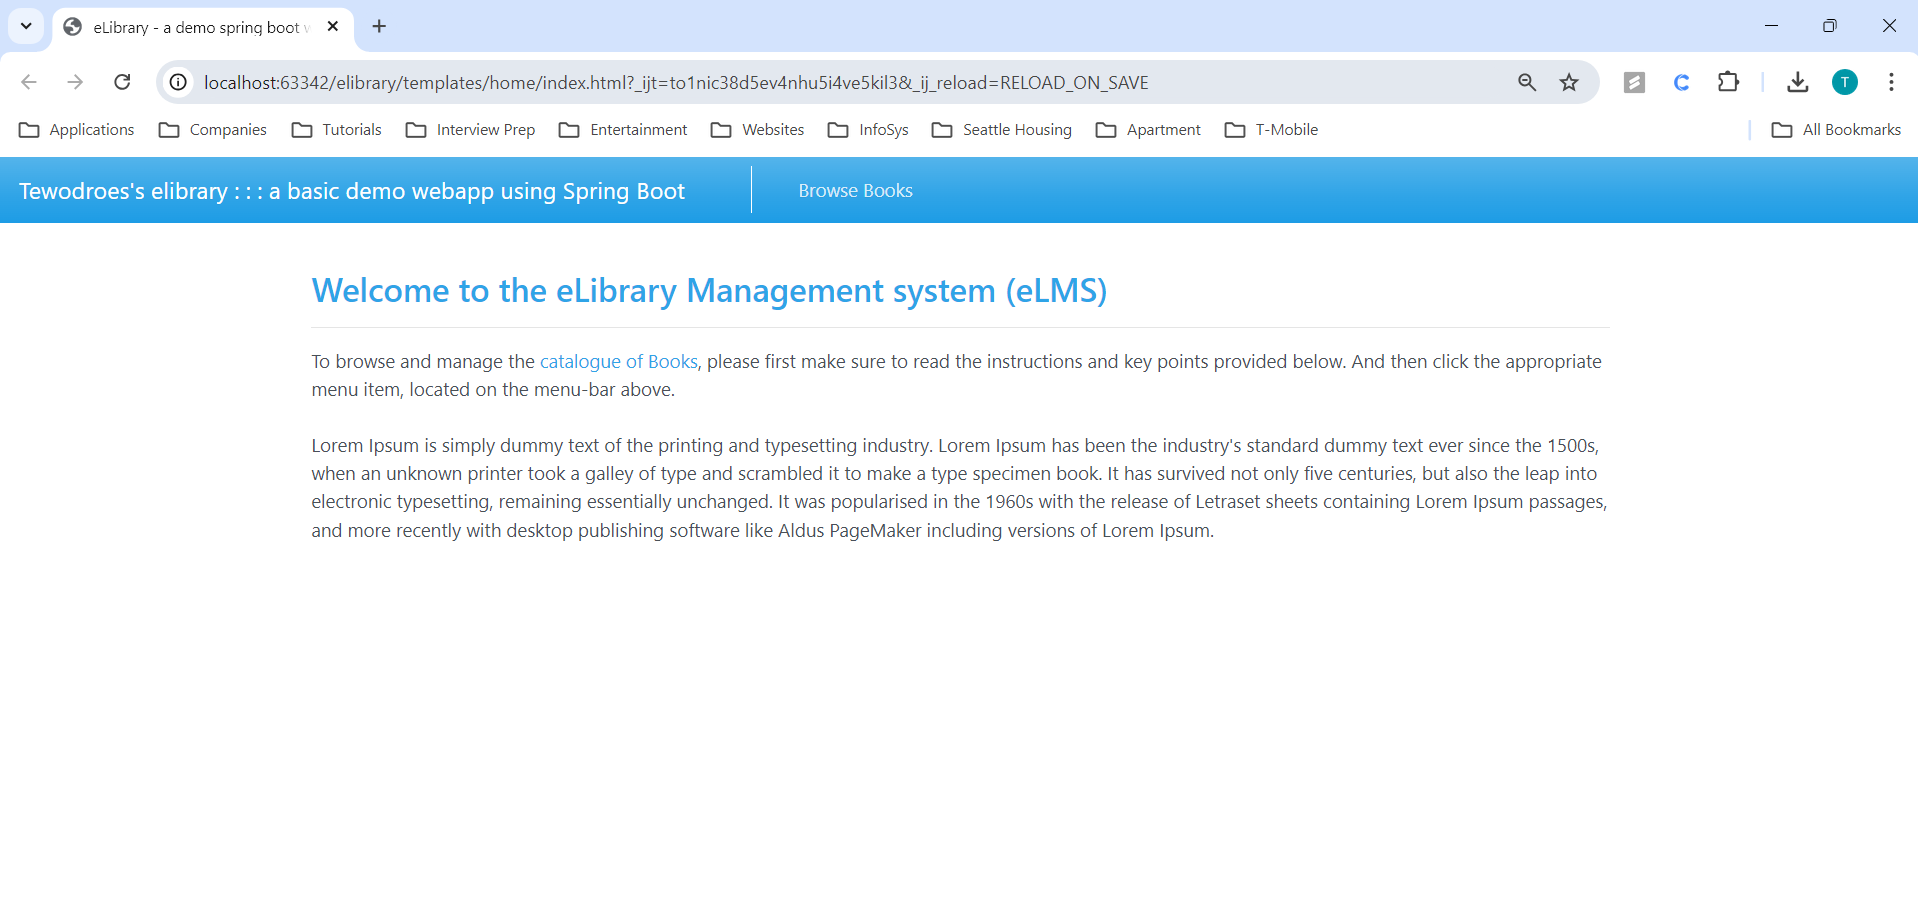 eLibrary - a demo spring boot
localhost:63342/elibrary/templates/home/index.html?_ijt=to1nic38d5ev4nhu5i4ve5kil3&_ij_reload=RELOAD_ON_SAVE
T
Applications Companies Tutorials Interview Prep Entertainment Websites InfoSys Seattle Housing Apartment T-Mobile All Bookmarks
Tewodroes's elibrary : : : a basic demo webapp using Spring Boot Browse Books
Welcome to the eLibrary Management system (eLMS)
To browse and manage the catalogue of Books, please first make sure to read the instructions and key points provided below. And then click the appropriate
menu item, located on the menu-bar above.
Lorem Ipsum is simply dummy text of the printing and typesetting industry. Lorem Ipsum has been the industry's standard dummy text ever since the 1500s,
when an unknown printer took a galley of type and scrambled it to make a type specimen book. It has survived not only five centuries, but also the leap into
electronic typesetting, remaining essentially unchanged. It was popularised in the 1960s with the release of Letraset sheets containing Lorem Ipsum passages,
and more recently with desktop publishing software like Aldus PageMaker including versions of Lorem Ipsum.